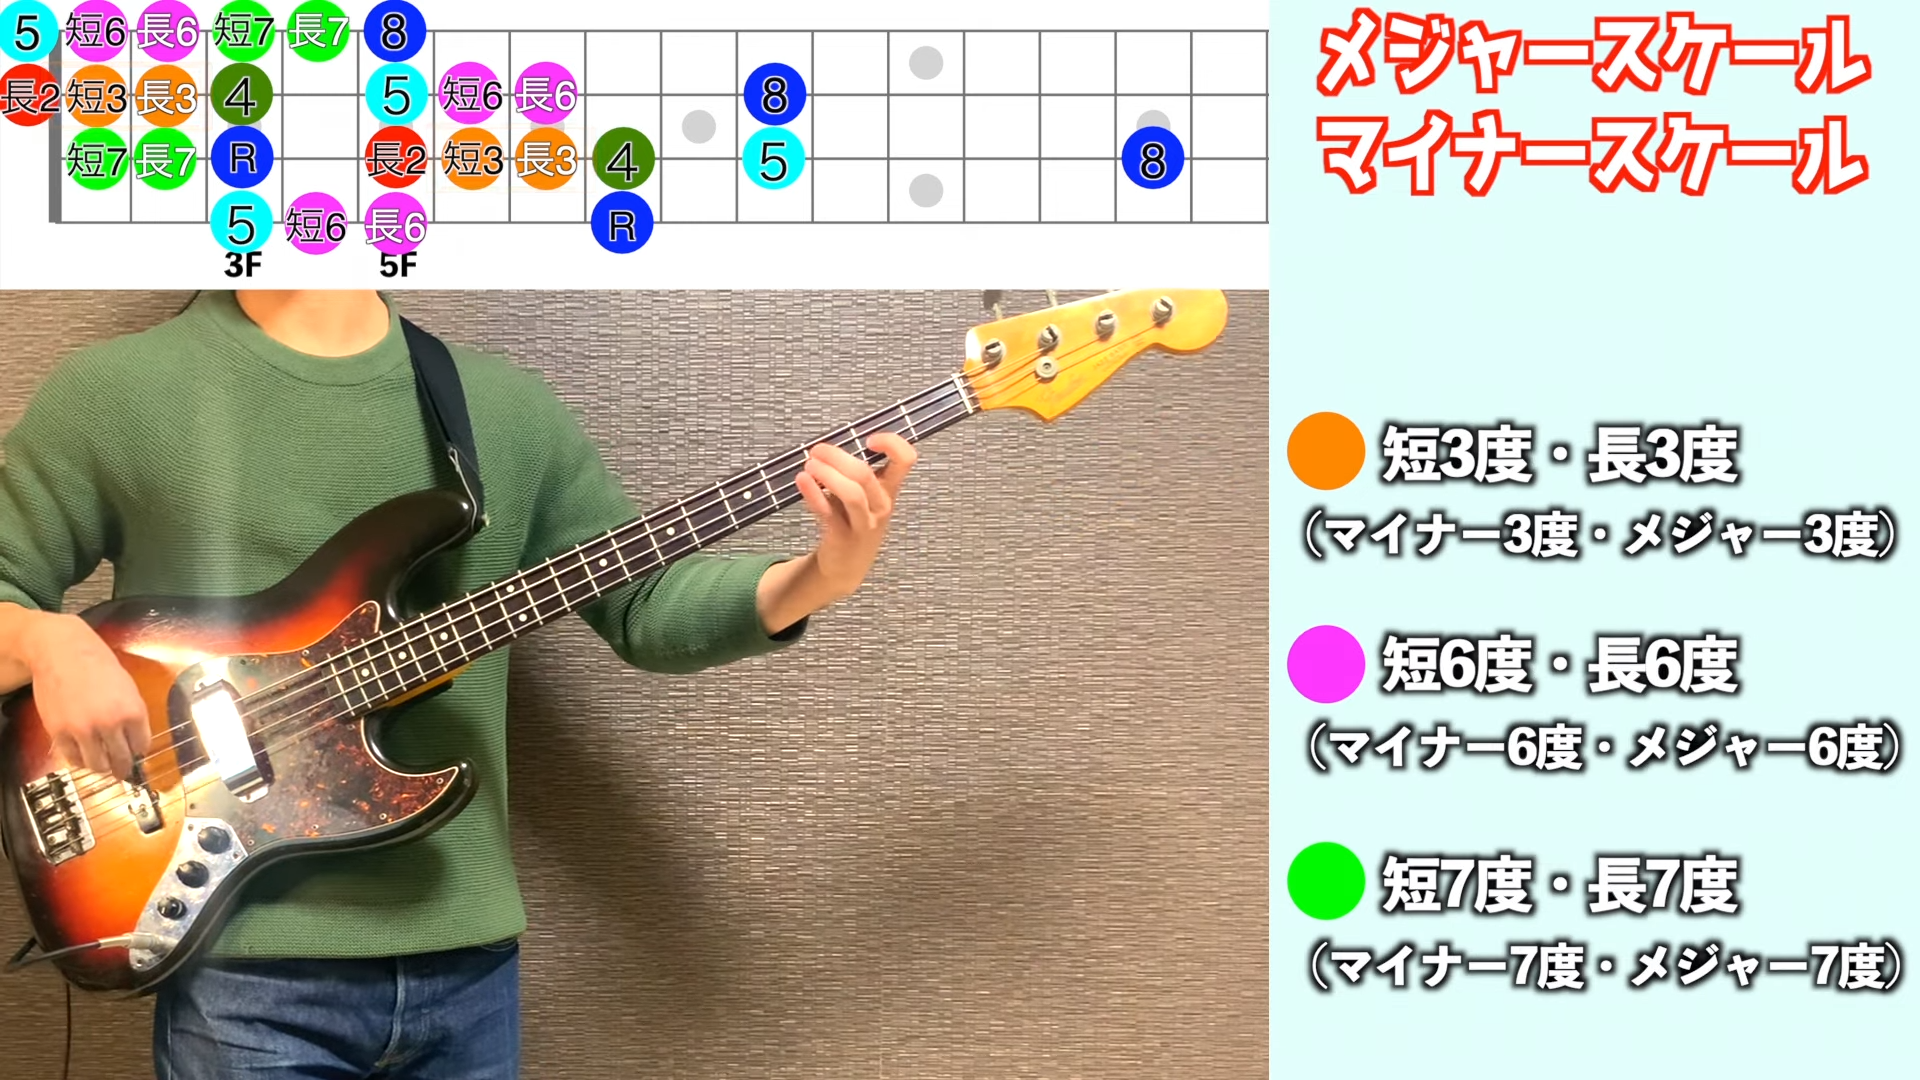 5 短6 長6 短7 長7 8
長2 短3 長3 4 5 短6 長6 8
短7 長7 R 長2 短3 長3 4 5 8
5 短6 長6 R
3F 5F
メジャースケール
マイナースケール
短3度・長3度
（マイナー3度・メジャー3度）
短6度・長6度
（マイナー6度・メジャー6度）
短7度・長7度
（マイナー7度・メジャー7度）